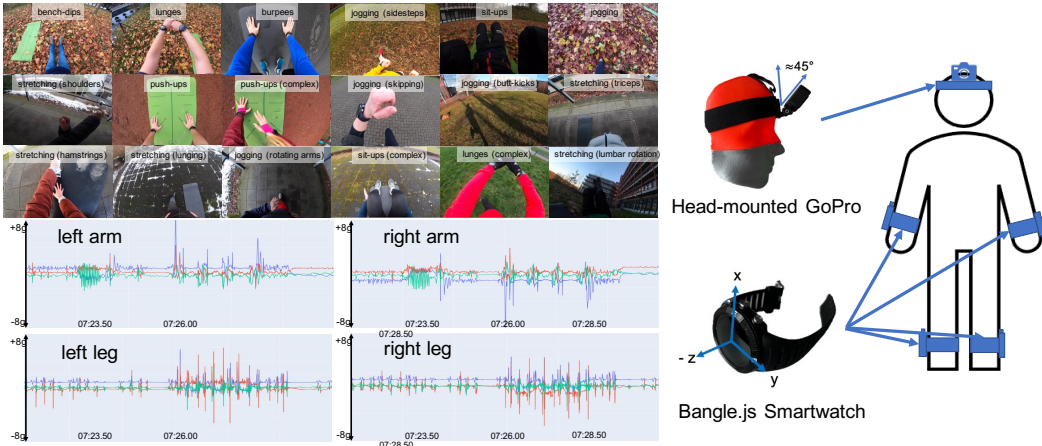 bench-dips
lunges
burpees
jogging (sidesteps)
sit-ups
jogging
stretching (shoulders)
push-ups
push-ups (complex)
jogging (skipping)
jogging (butt-kicks)
stretching (triceps)
stretching (hamstrings)
stretching (lunging)
jogging (rotating arms)
sit-ups (complex)
lunges (complex)
stretching (lumbar rotation)
+8g
left arm
-8g
07:23.50
07:26.00
07:28.50
+8g
right arm
-8g
07:23.50
07:26.00
07:28.50
+8g
left leg
-8g
07:23.50
07:26.00
07:28.50
+8g
right leg
-8g
07:23.50
07:26.00
07:28.50
≈45°
Head-mounted GoPro
x
- z
y
Bangle.js Smartwatch